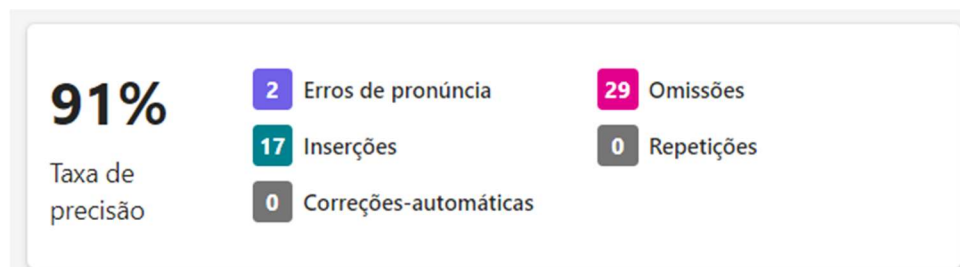 91%
Taxa de
precisão
2 Erros de pronúncia
29 Omissões
17 Inserções
0 Repetições
0 Correções-automáticas